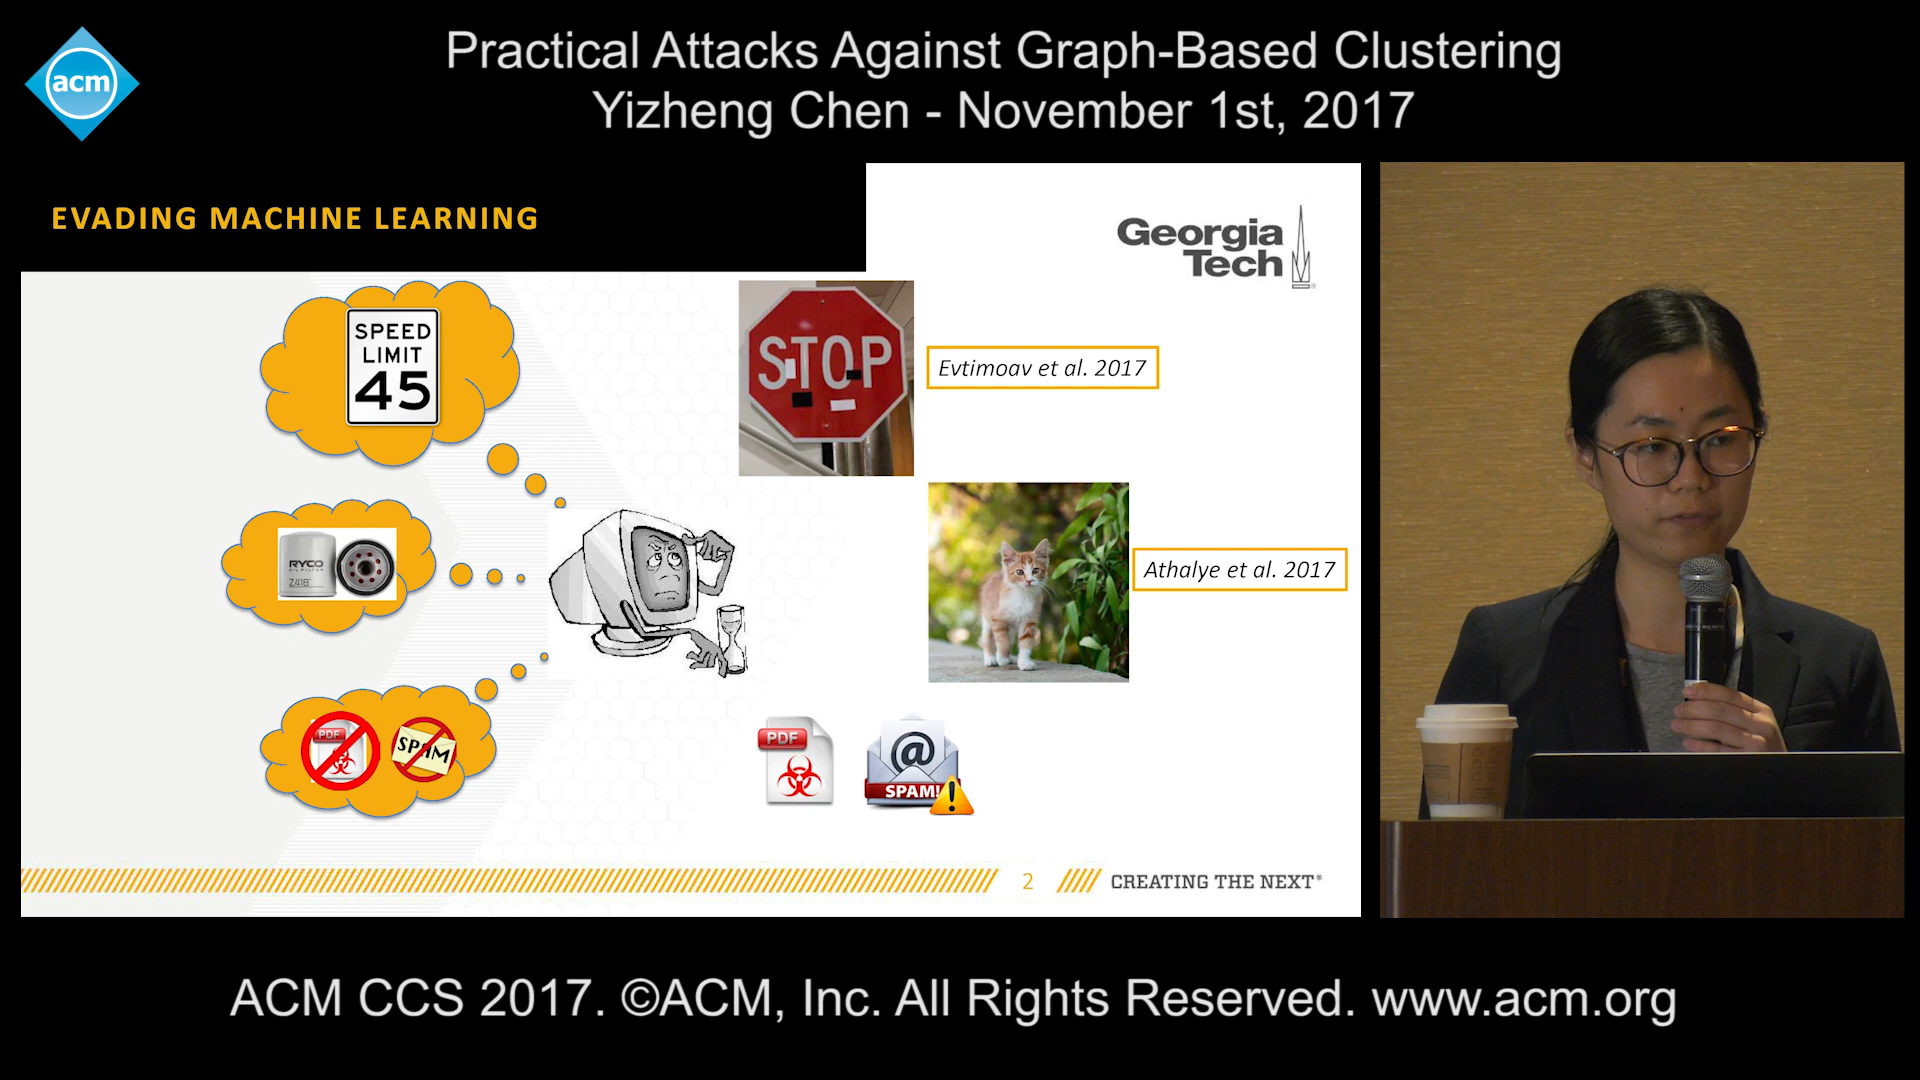 acm
Practical Attacks Against Graph-Based Clustering
Yizheng Chen - November 1st, 2017
EVADING MACHINE LEARNING
Georgia
Tech
SPEED
LIMIT
45
STOP
Evtimoav et al. 2017
RYCO
OIL FILTER
Z418
Athalye et al. 2017
PDF
SPAM
PDF
@
SPAM!
2
CREATING THE NEXT®
ACM CCS 2017. ©ACM, Inc. All Rights Reserved. www.acm.org